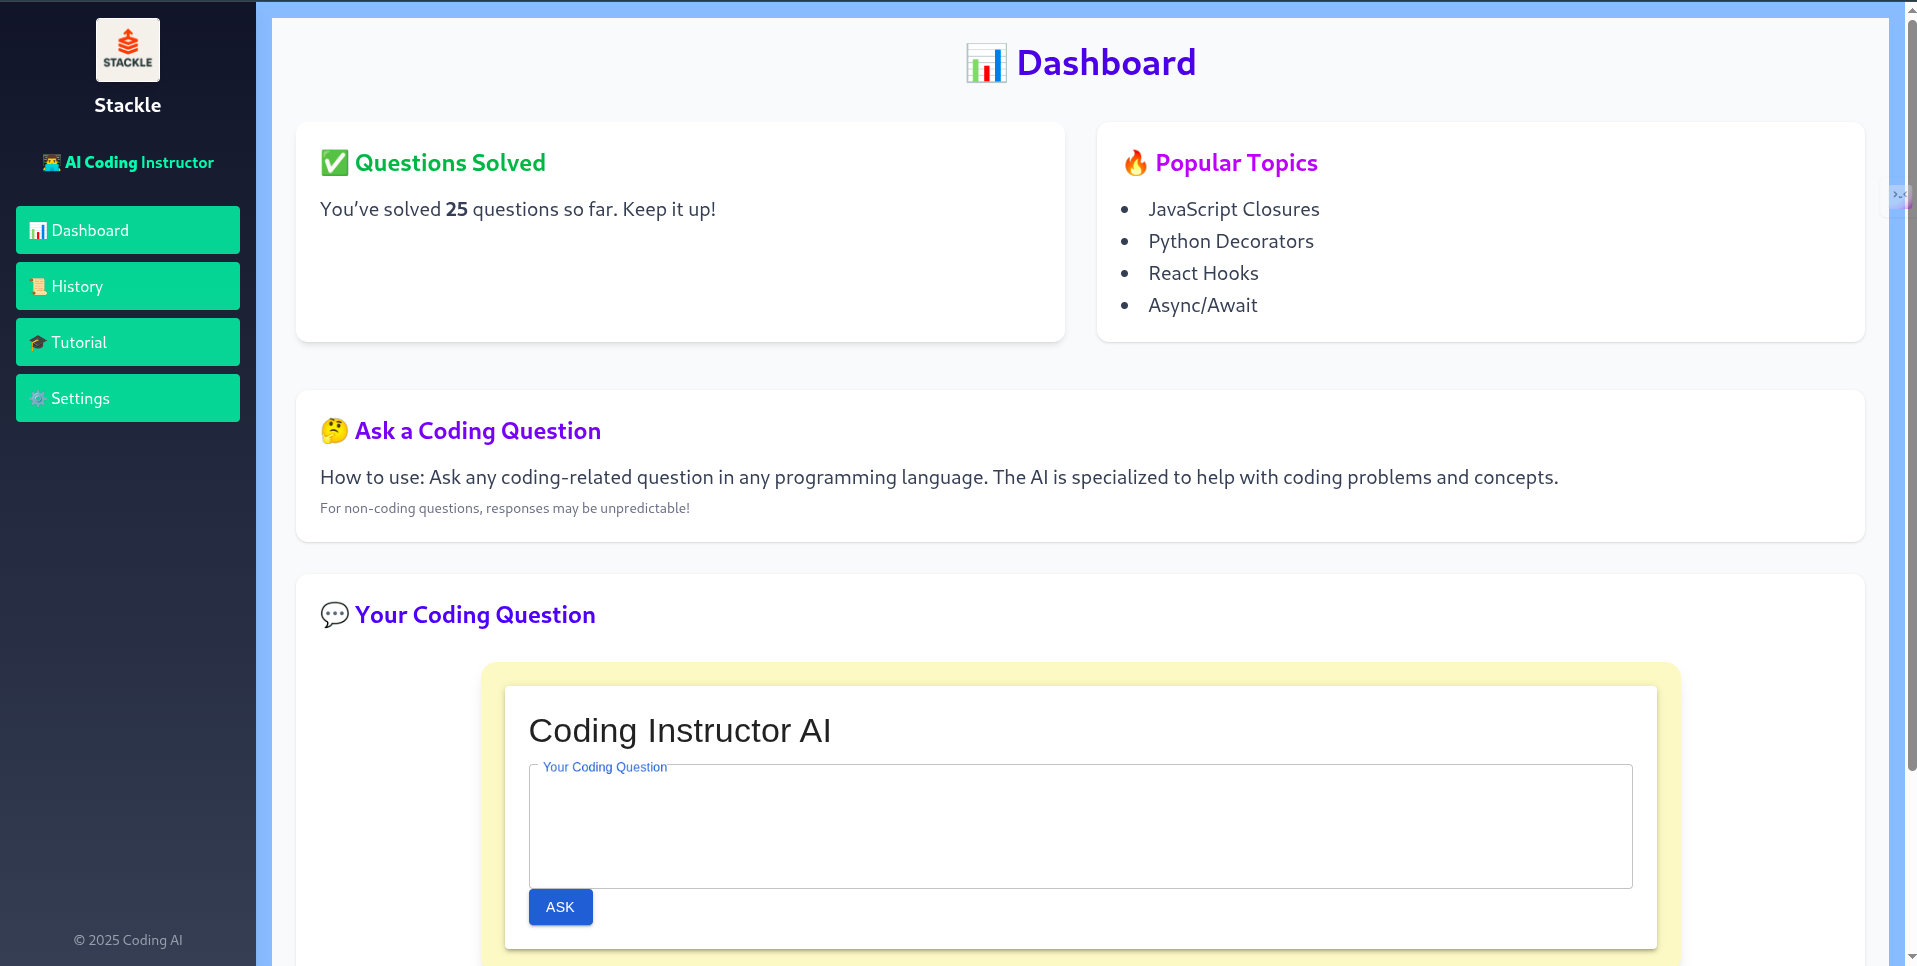 STACKLE
Stackle
AI Coding Instructor
Dashboard
History
Tutorial
Settings
© 2025 Coding AI
Dashboard
Questions Solved
You’ve solved 25 questions so far. Keep it up!
Popular Topics
JavaScript Closures
Python Decorators
React Hooks
Async/Await
Ask a Coding Question
How to use: Ask any coding-related question in any programming language. The AI is specialized to help with coding problems and concepts.
For non-coding questions, responses may be unpredictable!
Your Coding Question
Coding Instructor AI
Your Coding Question
ASK